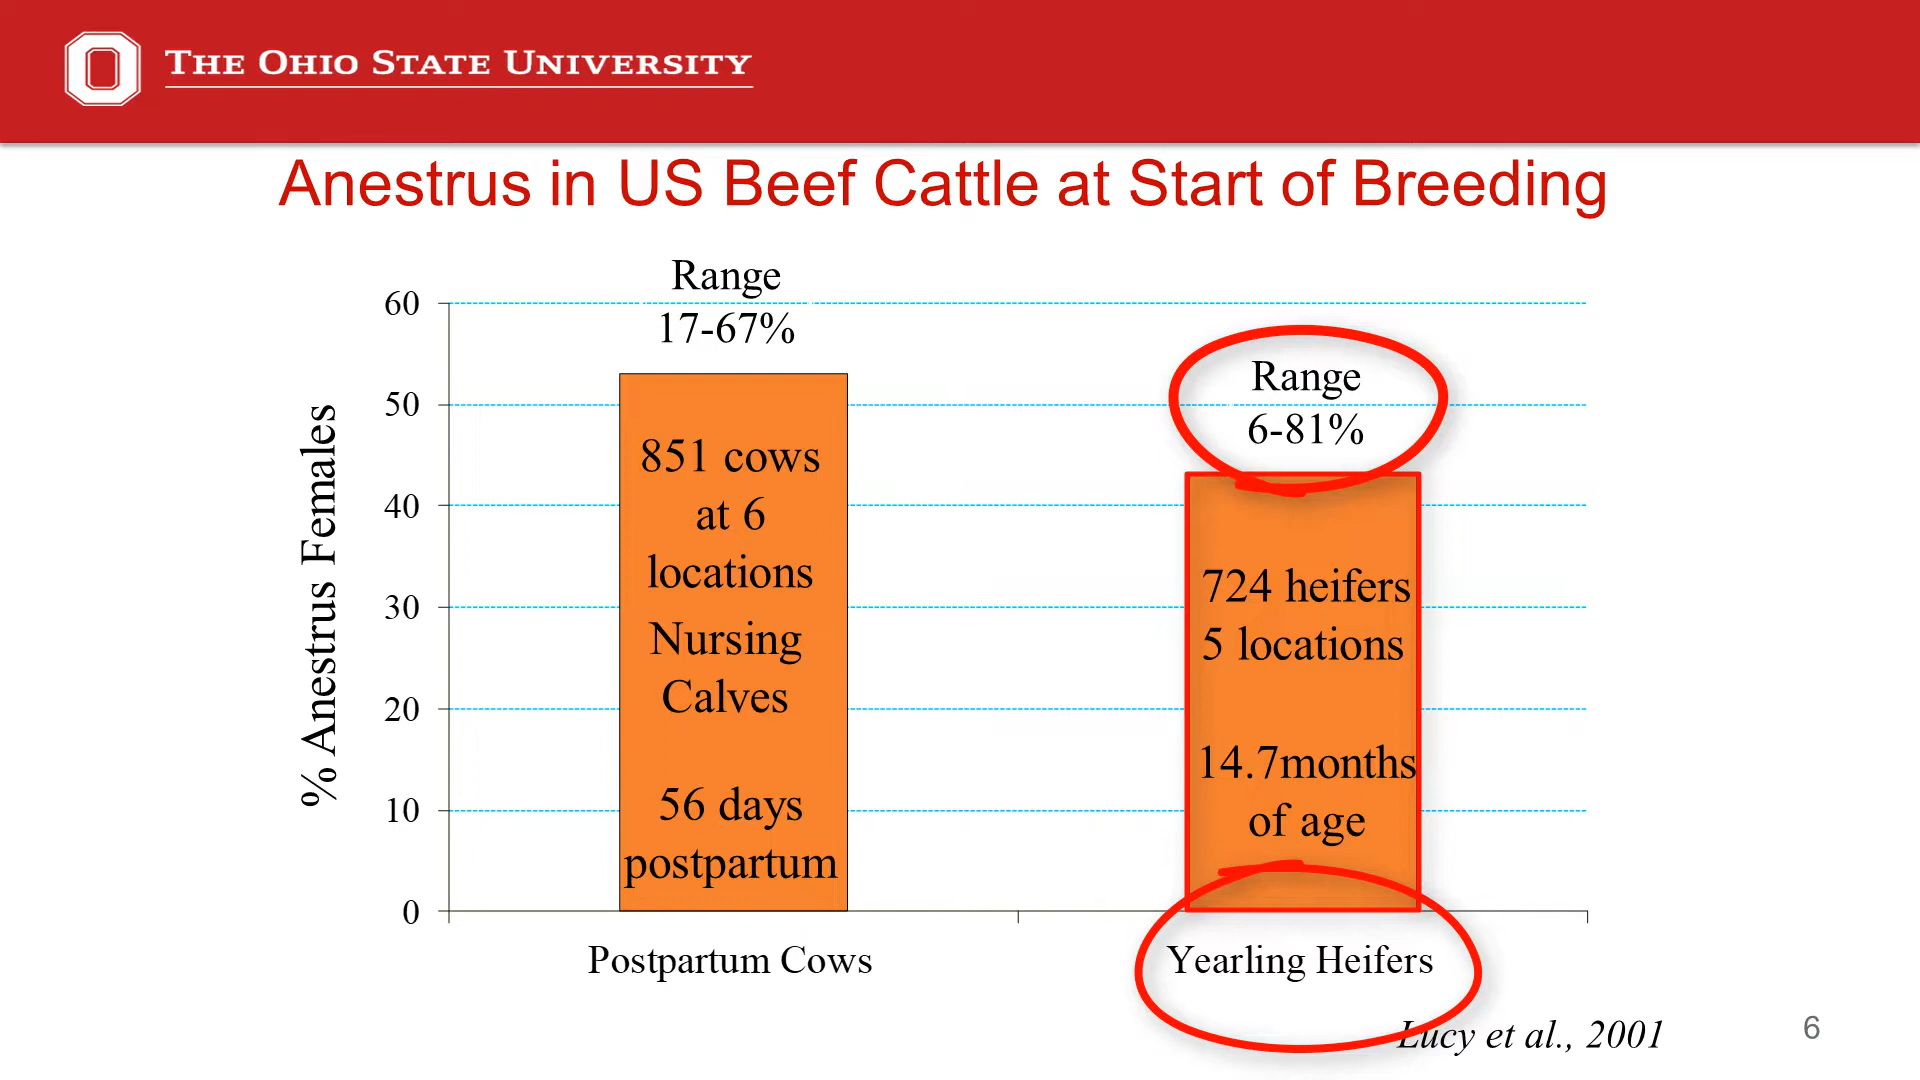 THE OHIO STATE UNIVERSITY
Anestrus in US Beef Cattle at Start of Breeding
Range
17-67%
Range
6-81%
% Anestrus Females
60
50
40
30
20
10
0
851 cows
at 6
locations
Nursing
Calves
56 days
postpartum
724 heifers
5 locations
14.7months
of age
Postpartum Cows
Yearling Heifers
Lucy et al., 2001
6